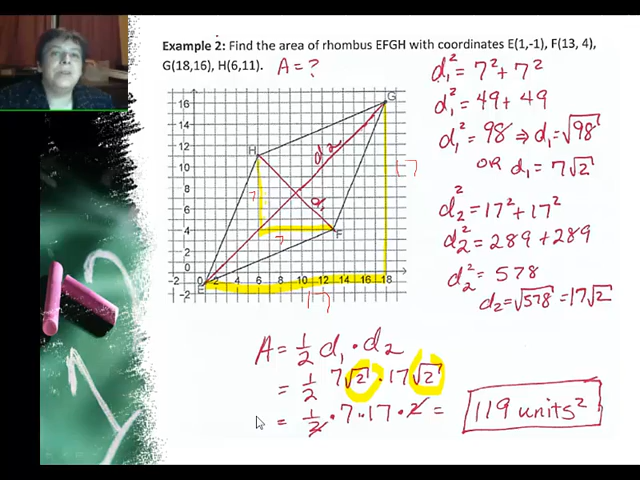 Example 2: Find the area of rhombus EFGH with coordinates E(1,-1), F(13, 4),
G(18,16), H(6,11). A = ?
d₁² = 7² + 7²
d₁² = 49 + 49
d₁² = 98 ⇒ d₁ = √98
OR d₁ = 7√2
d₂² = 17² + 17²
d₂² = 289 + 289
d₂² = 578
d₂ = √578 = 17√2
G
16
14
12
H
d₂
10
8
17
7
d₁
6
4
F
7
2
0
0 2 4 6 8 10 12 14 16 18
E
-2
-2
17
A = 1/2 d₁ · d₂
= 1/2 7√2 · 17√2
= 1/2 · 7 · 17 · 2 = 119 units²